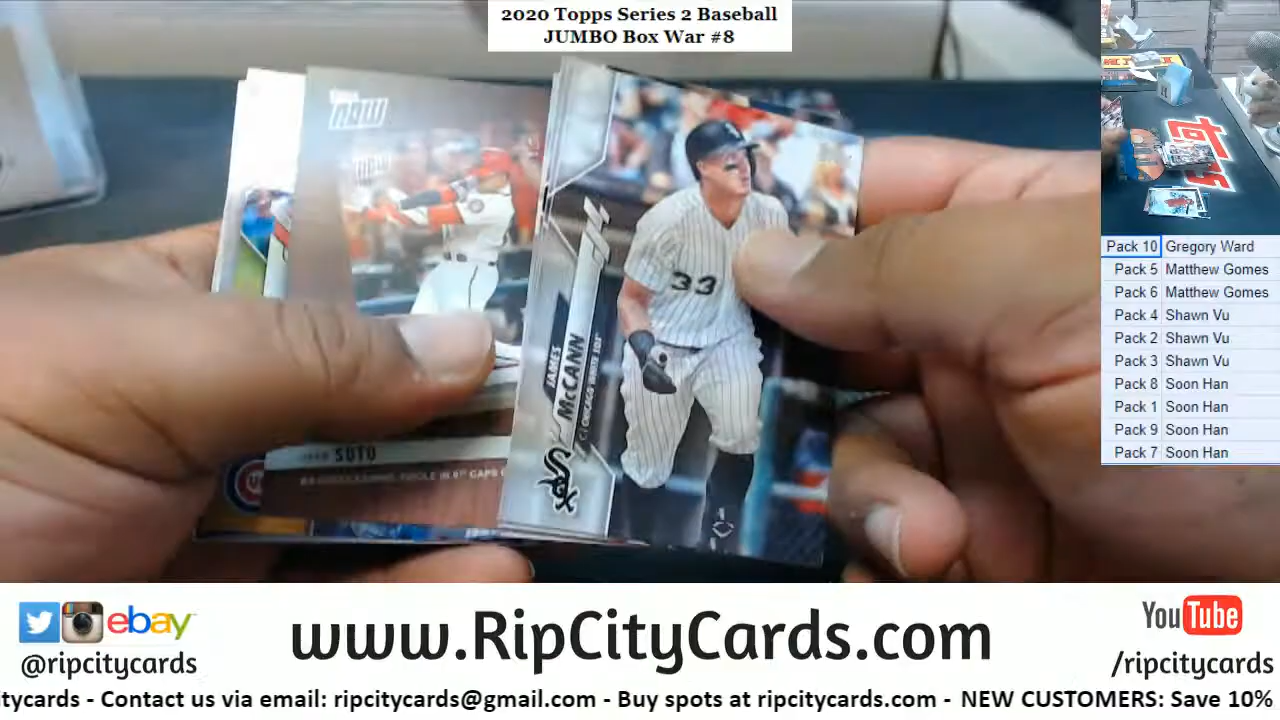 2020 Topps Series 2 Baseball
JUMBO Box War #8
NOW
33
JAMES
McCANN
SOTO
Pack 10 Gregory Ward
Pack 5 Matthew Gomes
Pack 6 Matthew Gomes
Pack 4 Shawn Vu
Pack 2 Shawn Vu
Pack 3 Shawn Vu
Pack 8 Soon Han
Pack 1 Soon Han
Pack 9 Soon Han
Pack 7 Soon Han
ebay
@ripcitycards
www.RipCityCards.com
YouTube
/ripcitycards
itycards - Contact us via email: ripcitycards@gmail.com - Buy spots at ripcitycards.com - NEW CUSTOMERS: Save 10%